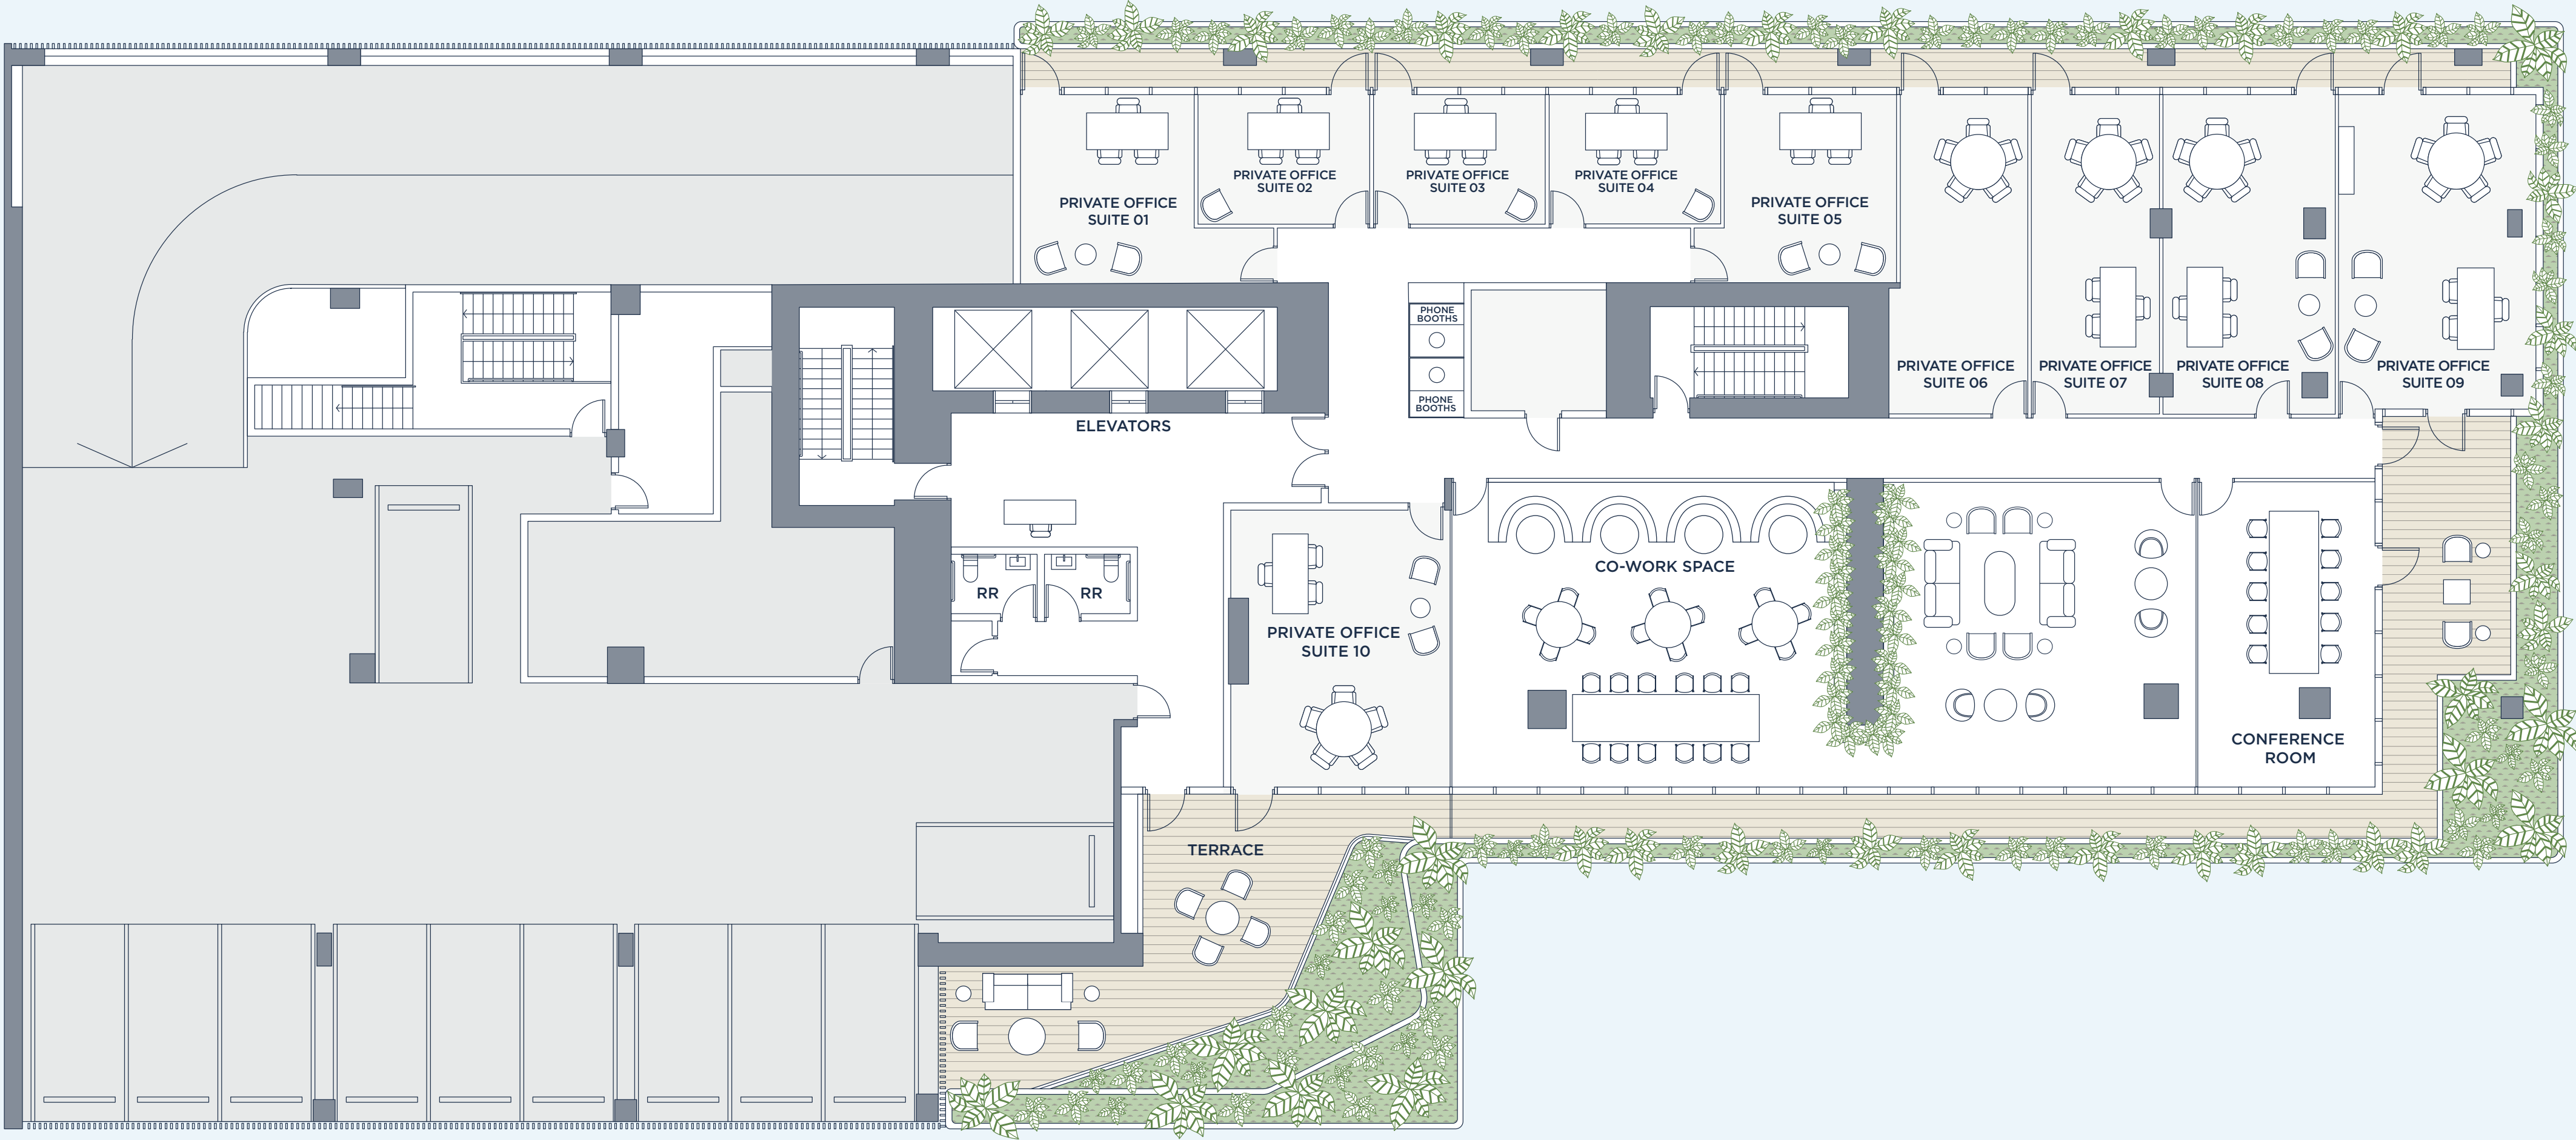 PRIVATE OFFICE
SUITE 01
PRIVATE OFFICE
SUITE 02
PRIVATE OFFICE
SUITE 03
PRIVATE OFFICE
SUITE 04
PRIVATE OFFICE
SUITE 05
PRIVATE OFFICE
SUITE 06
PRIVATE OFFICE
SUITE 07
PRIVATE OFFICE
SUITE 08
PRIVATE OFFICE
SUITE 09
PHONE
BOOTHS
PHONE
BOOTHS
ELEVATORS
RR
RR
PRIVATE OFFICE
SUITE 10
CO-WORK SPACE
CONFERENCE
ROOM
TERRACE